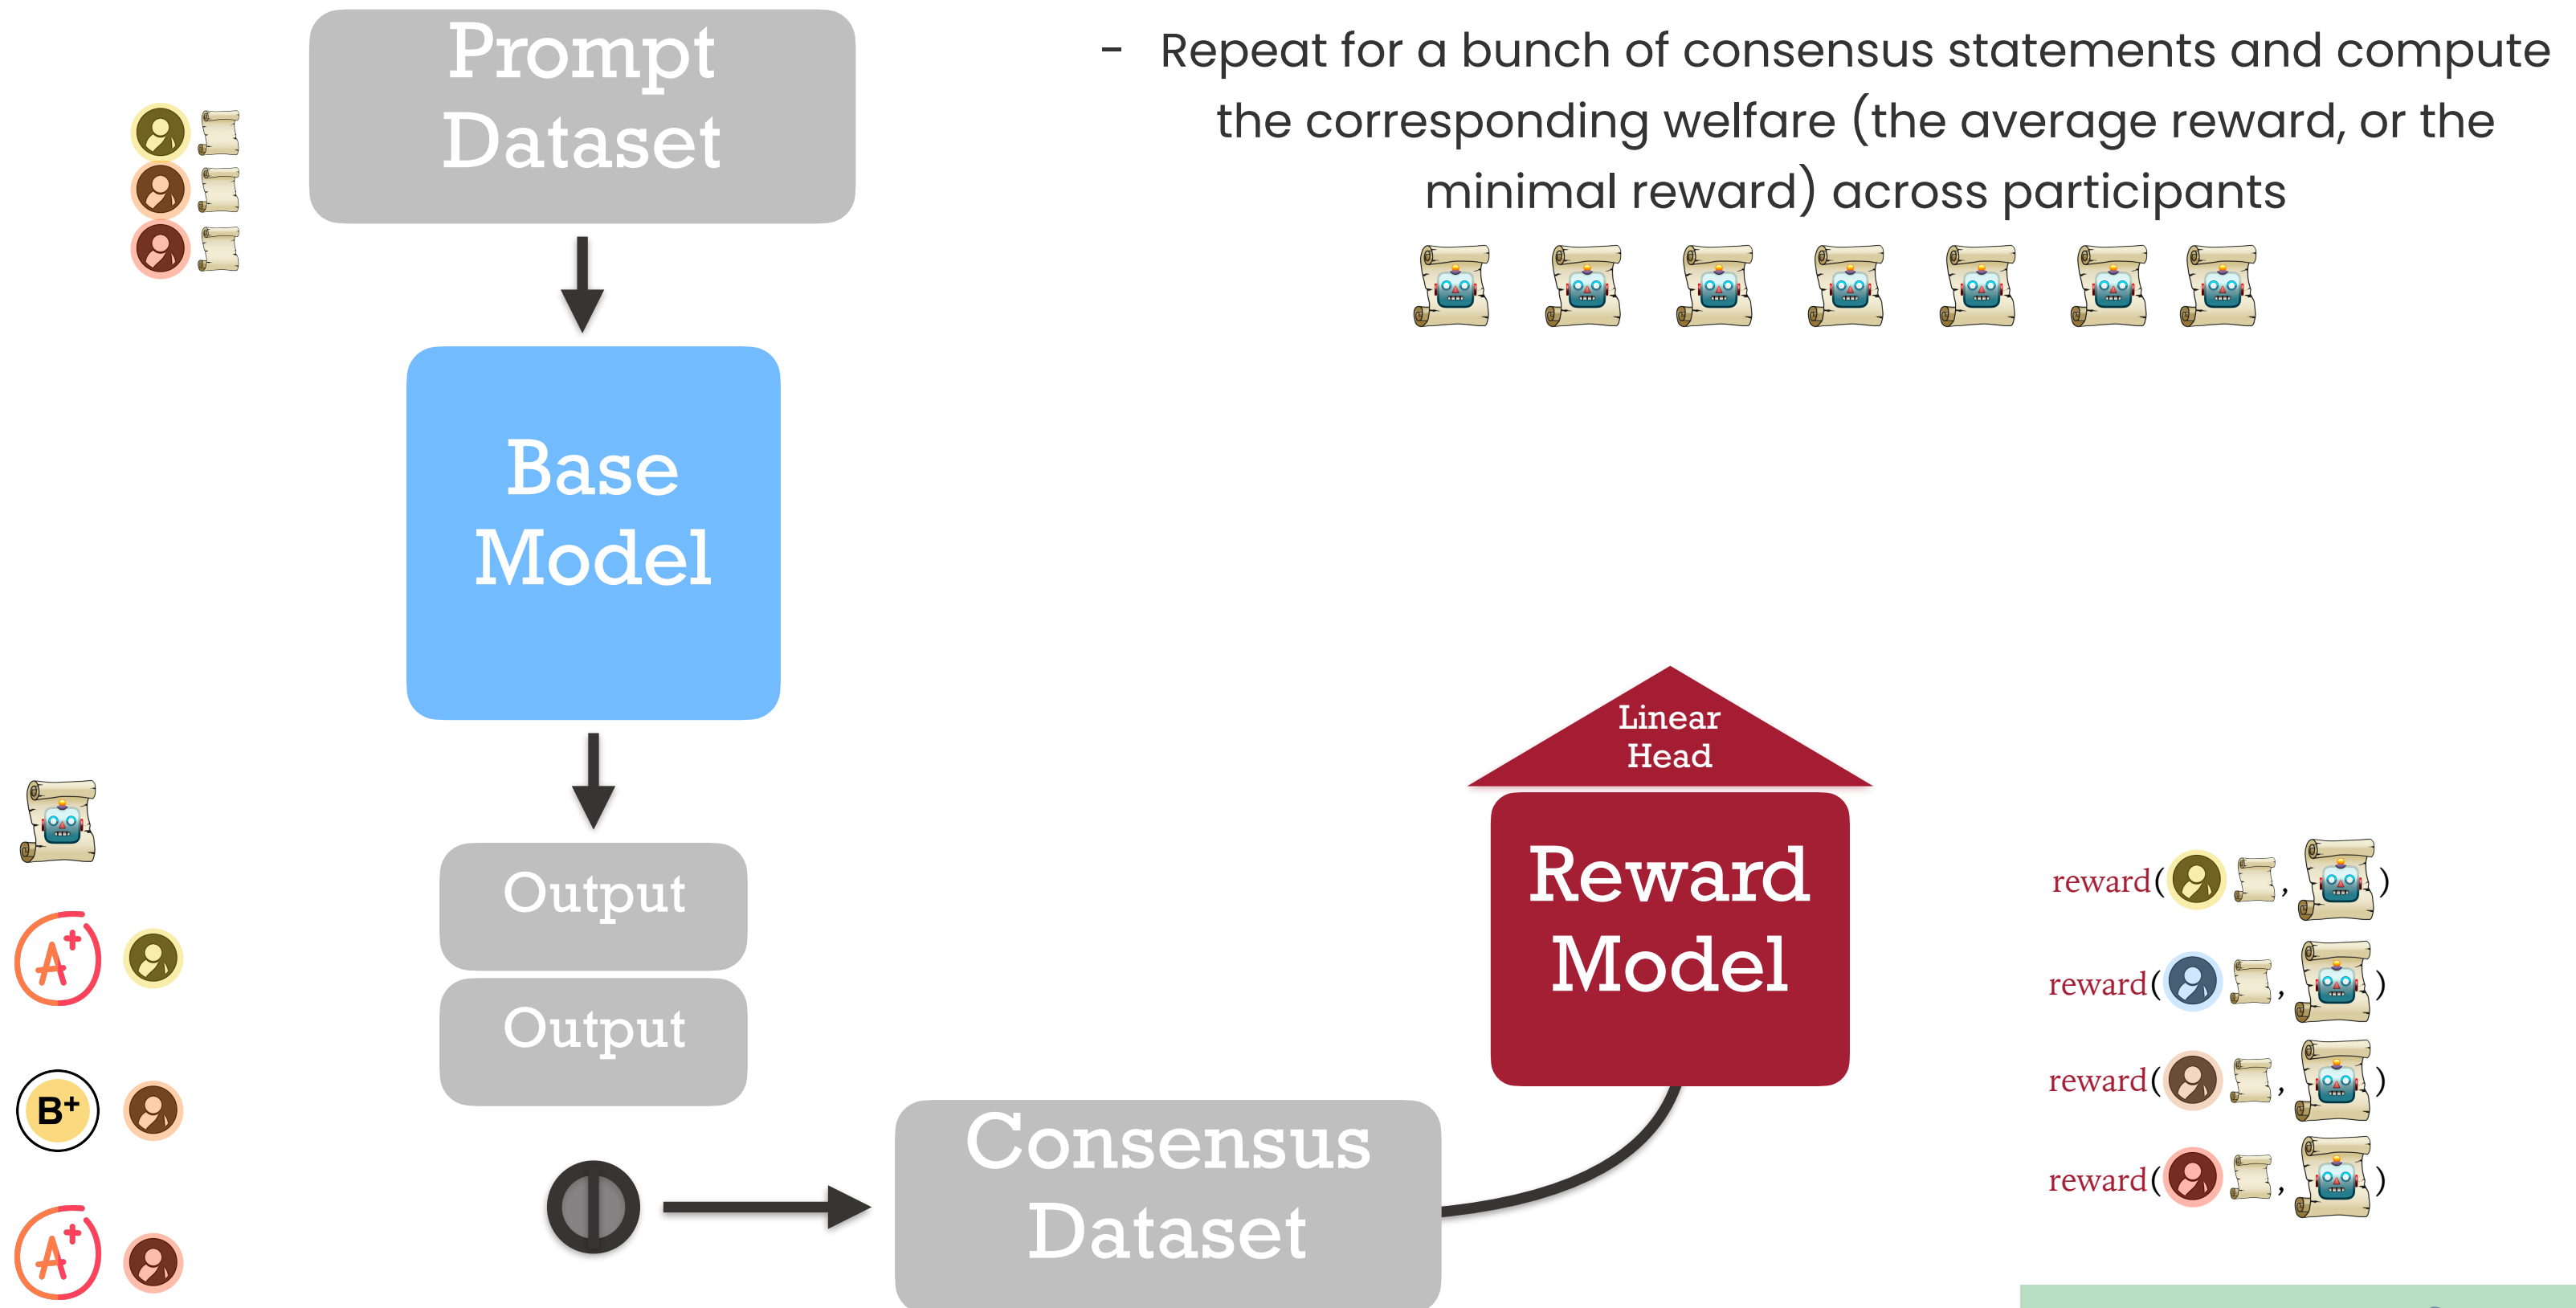 Prompt
Dataset
- Repeat for a bunch of consensus statements and compute
the corresponding welfare (the average reward, or the
minimal reward) across participants
Base
Model
Output
Output
A+
B+
A+
Consensus
Dataset
Linear
Head
Reward
Model
reward( , )
reward( , )
reward( , )
reward( , )